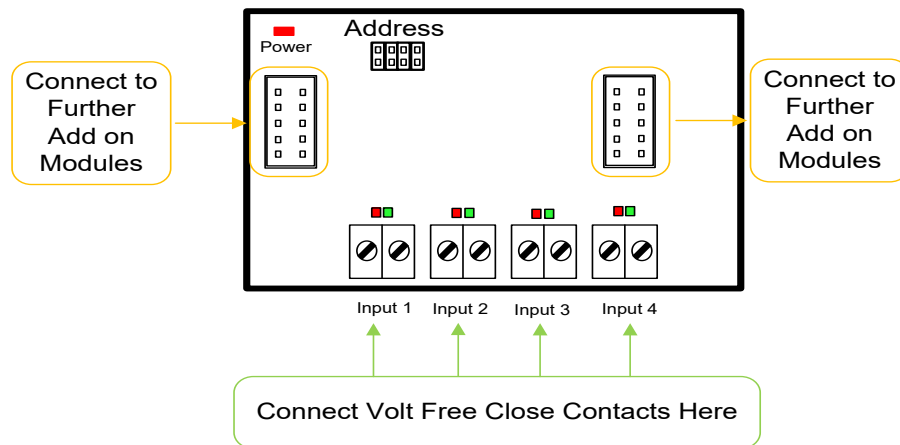 Power
Address
Connect to
Further
Add on
Modules
Connect to
Further
Add on
Modules
Input 1
Input 2
Input 3
Input 4
Connect Volt Free Close Contacts Here